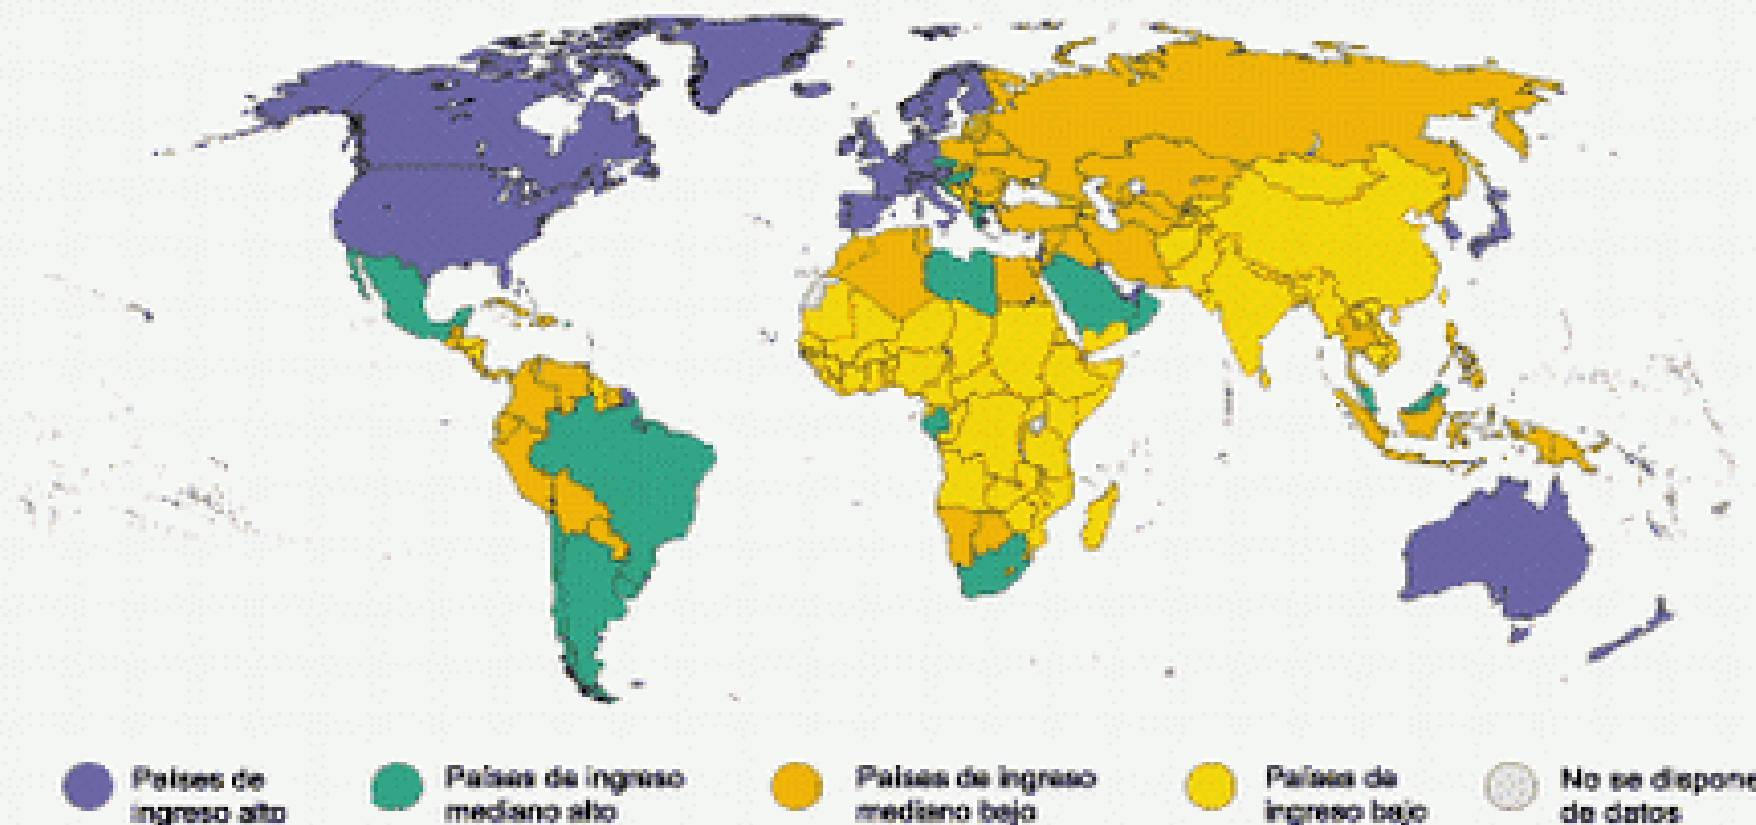 Países de
ingreso alto
Países de ingreso
mediano alto
Países de ingreso
mediano bajo
Países de
ingreso bajo
No se dispone
de datos